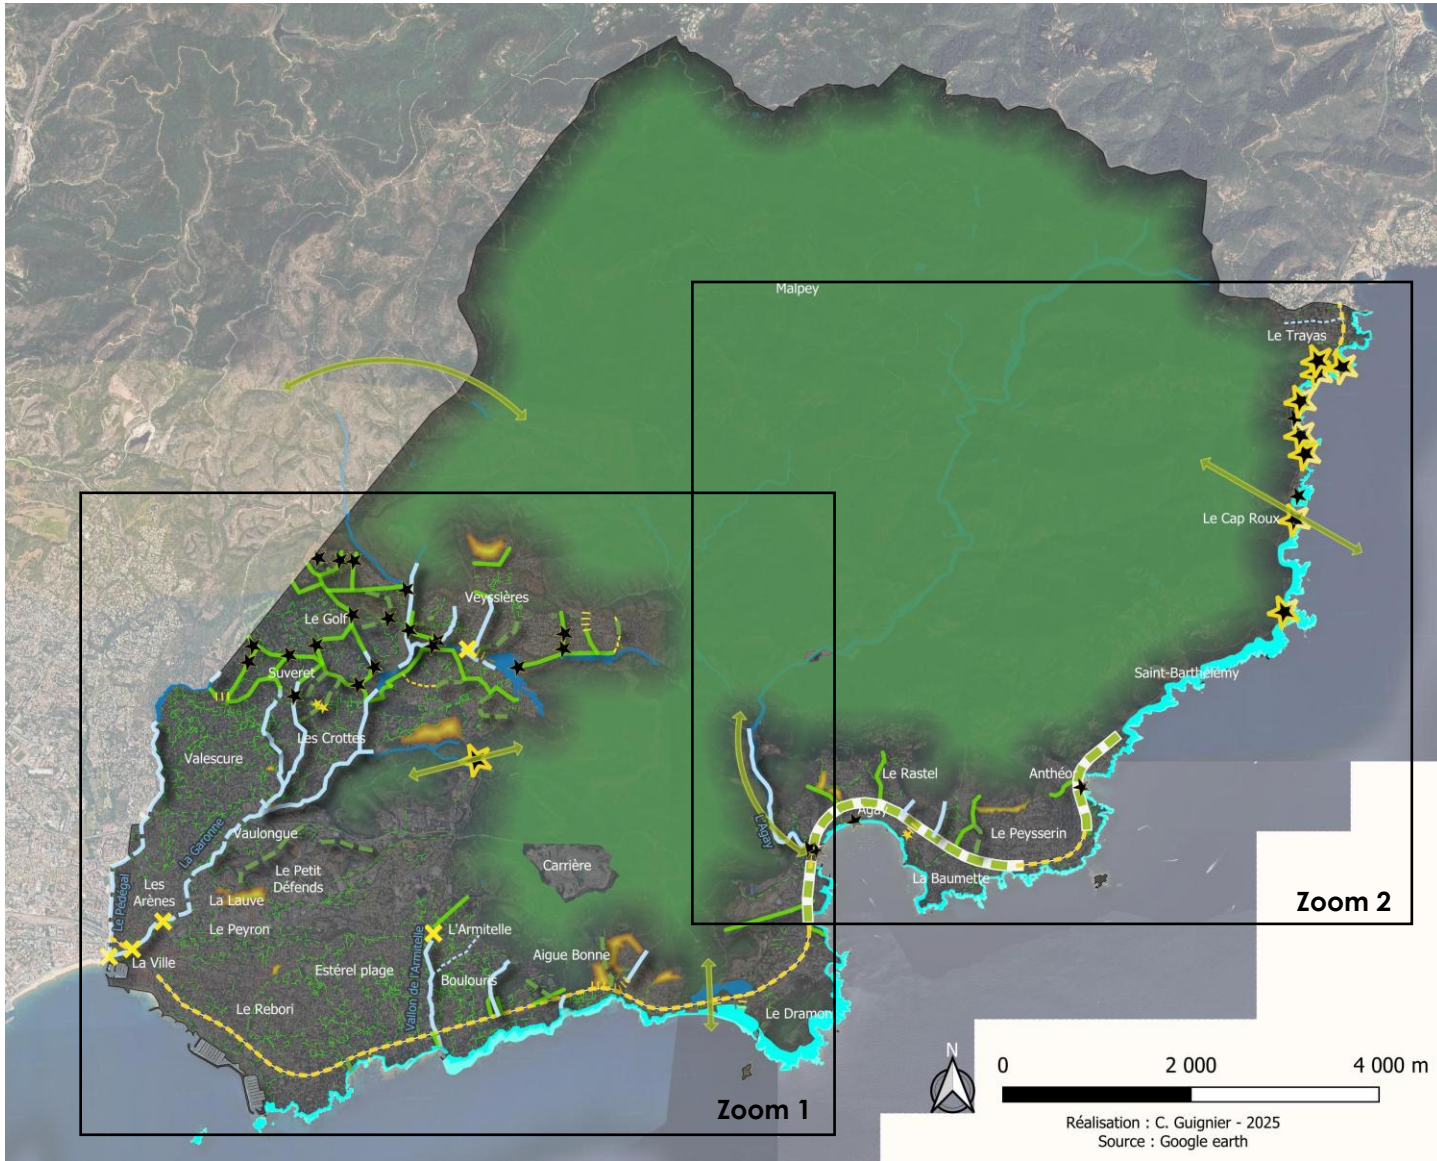 Malpey
Le Trayas
Le Cap Roux
Veyssières
Le Golf
Suveret
Saint-Barthélémy
Les Crottes
Valescure
Le Rastel
Anthéor
Agay
L'Agay
Le Peysserin
Vaulongue
La Garonne
Carrière
Le Petit
Défends
La Baumette
Les
Arènes
Le Pédégal
La Lauve
Zoom 2
Le Peyron
L'Armitelle
Aigue Bonne
La Ville
Estérel plage
Vallon de l'Armitelle
Boulouris
Le Rebori
Le Dramont
N
0 2 000 4 000 m
Zoom 1
Réalisation : C. Guignier - 2025
Source : Google earth